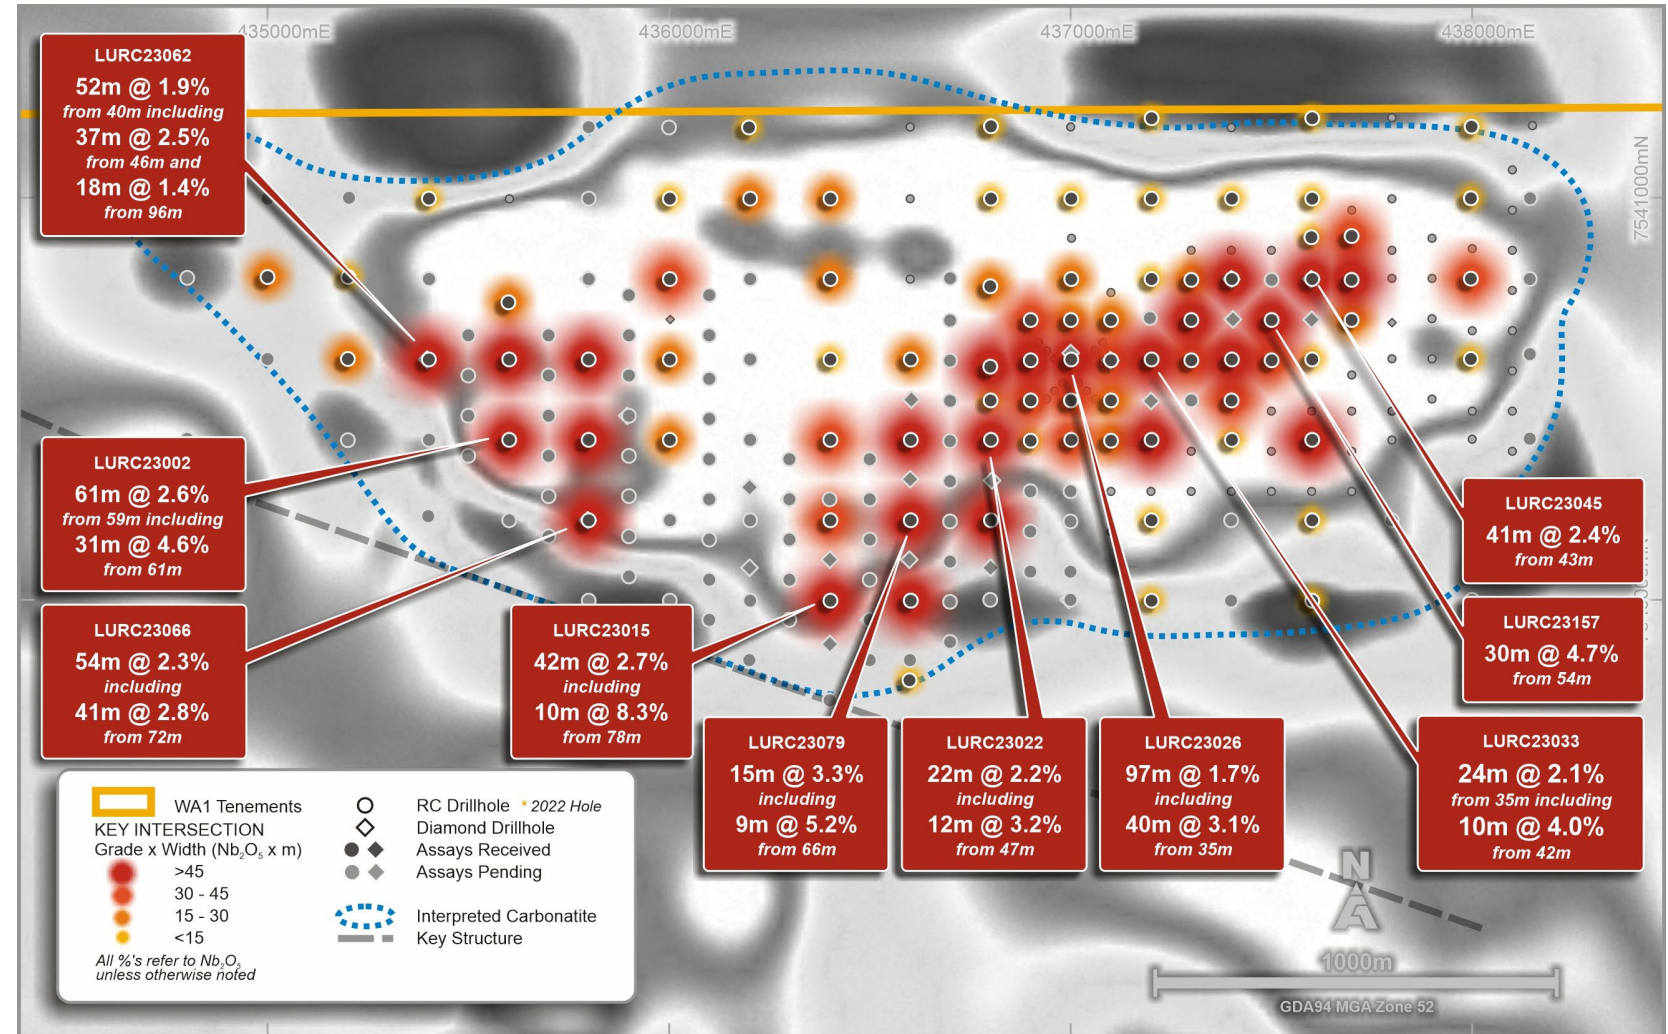 435000mE
436000mE
437000mE
438000mE
7541000mN
LURC23062
52m @ 1.9%
from 40m including
37m @ 2.5%
from 46m and
18m @ 1.4%
from 96m
LURC23002
61m @ 2.6%
from 59m including
31m @ 4.6%
from 61m
LURC23066
54m @ 2.3%
including
41m @ 2.8%
from 72m
LURC23015
42m @ 2.7%
including
10m @ 8.3%
from 78m
LURC23079
15m @ 3.3%
including
9m @ 5.2%
from 66m
LURC23022
22m @ 2.2%
including
12m @ 3.2%
from 47m
LURC23026
97m @ 1.7%
including
40m @ 3.1%
from 35m
LURC23045
41m @ 2.4%
from 43m
LURC23157
30m @ 4.7%
from 54m
LURC23033
24m @ 2.1%
from 35m including
10m @ 4.0%
from 42m
WA1 Tenements
KEY INTERSECTION
Grade x Width (Nb₂O₅ x m)
>45
30 - 45
15 - 30
<15
All %'s refer to Nb₂O₅
unless otherwise noted
RC Drillhole * 2022 Hole
Diamond Drillhole
Assays Received
Assays Pending
Interpreted Carbonatite
Key Structure
N
1000m
GDA94 MGA Zone 52